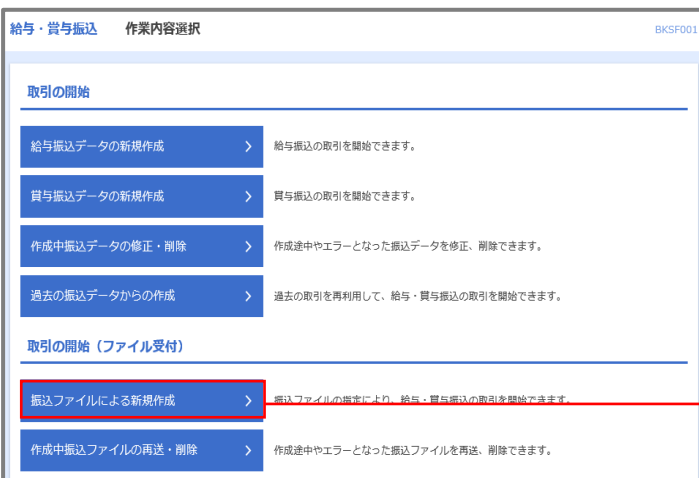 給与・賞与振込 作業内容選択 BKSF001
取引の開始
給与振込データの新規作成 給与振込の取引を開始できます。
賞与振込データの新規作成 賞与振込の取引を開始できます。
作成中振込データの修正・削除 作成途中やエラーとなった振込データを修正、削除できます。
過去の振込データからの作成 過去の取引を再利用して、給与・賞与振込の取引を開始できます。
取引の開始（ファイル受付）
振込ファイルによる新規作成 振込ファイルの指定により、給与・賞与振込の取引を開始できます。
作成中振込ファイルの再送・削除 作成途中やエラーとなった振込ファイルを再送、削除できます。